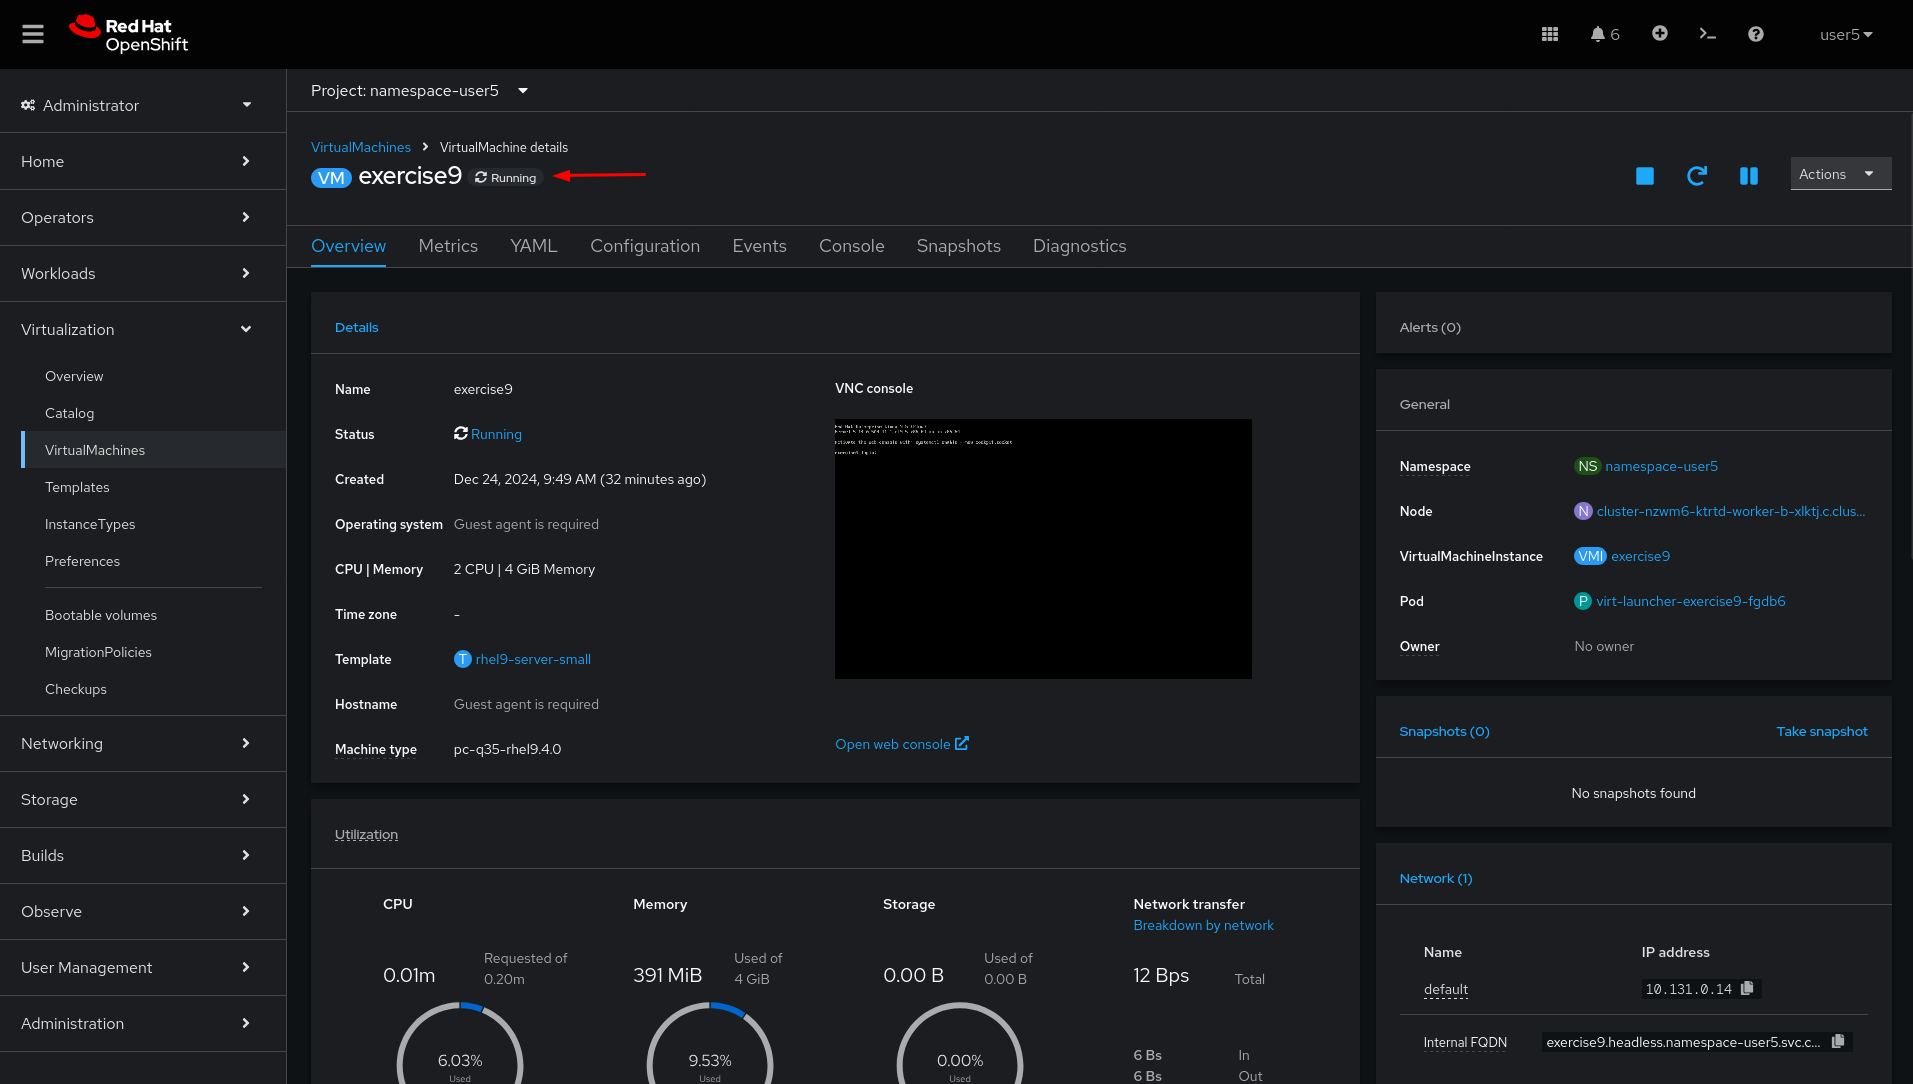 Red Hat
OpenShift
6
user5
Administrator
Home
Operators
Workloads
Virtualization
Overview
Catalog
VirtualMachines
Templates
InstanceTypes
Preferences
Bootable volumes
MigrationPolicies
Checkups
Networking
Storage
Builds
Observe
User Management
Administration
Project: namespace-user5
VirtualMachines > VirtualMachine details
VM exercise9 Running
Actions
Overview Metrics YAML Configuration Events Console Snapshots Diagnostics
Details
Name exercise9
Status Running
Created Dec 24, 2024, 9:49 AM (32 minutes ago)
Operating system Guest agent is required
CPU | Memory 2 CPU | 4 GiB Memory
Time zone -
Template T rhel9-server-small
Hostname Guest agent is required
Machine type pc-q35-rhel9.4.0
VNC console
Open web console
Utilization
CPU
0.01m
Requested of
0.20m
6.03%
Used
Memory
391 MiB
Used of
4 GiB
9.53%
Used
Storage
0.00 B
Used of
0.00 B
0.00%
Used
Network transfer
Breakdown by network
12 Bps Total
6 Bs In
6 Bs Out
Alerts (0)
General
Namespace NS namespace-user5
Node N cluster-nzwm6-ktrtd-worker-b-xlktj.c.clus...
VirtualMachineInstance VMI exercise9
Pod P virt-launcher-exercise9-fgdb6
Owner No owner
Snapshots (0) Take snapshot
No snapshots found
Network (1)
Name IP address
default 10.131.0.14
Internal FQDN exercise9.headless.namespace-user5.svc.c...